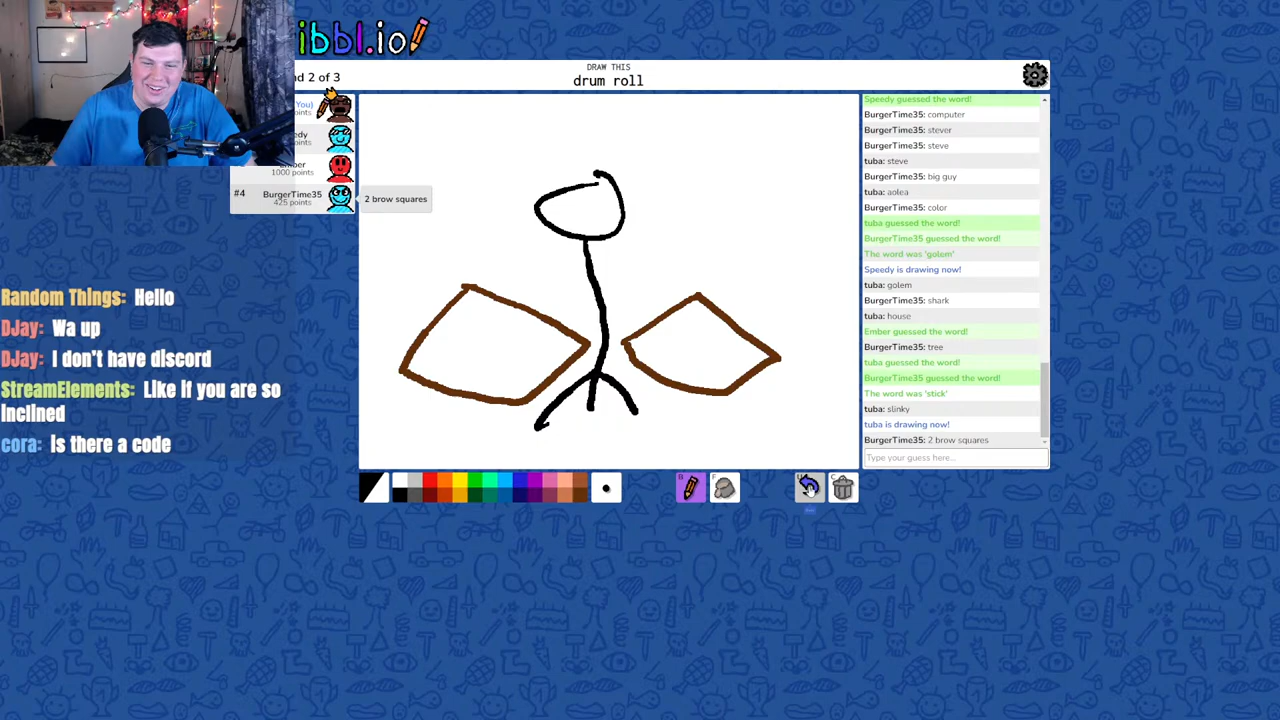 ibbl.io
nd 2 of 3
DRAW THIS
drum roll
You)
points
edy
points
1000 points
#4
BurgerTime35
425 points
2 brow squares
Speedy guessed the word!
BurgerTime35: computer
BurgerTime35: stever
BurgerTime35: steve
tuba: steve
BurgerTime35: big guy
tuba: aolea
BurgerTime35: color
tuba guessed the word!
BurgerTime35 guessed the word!
The word was 'golem'
Speedy is drawing now!
tuba: golem
BurgerTime35: shark
tuba: house
Ember guessed the word!
BurgerTime35: tree
tuba guessed the word!
BurgerTime35 guessed the word!
The word was 'stick'
tuba: slinky
tuba is drawing now!
BurgerTime35: 2 brow squares
Type your guess here...
Random Things: Hello
DJay: Wa up
DJay: I don't have discord
StreamElements: Like if you are so
inclined
cora: Is there a code
B
F
C